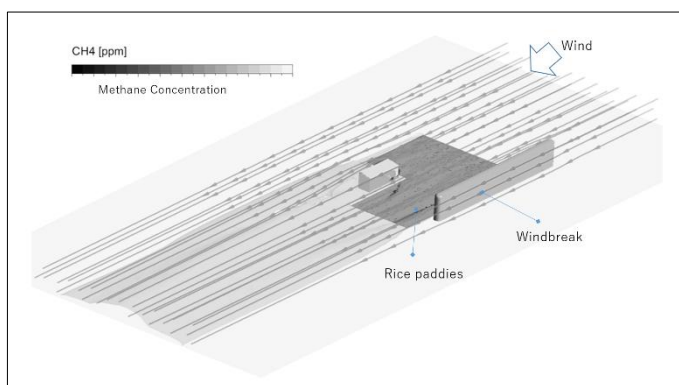 CH4 [ppm]
Methane Concentration
Wind
Windbreak
Rice paddies